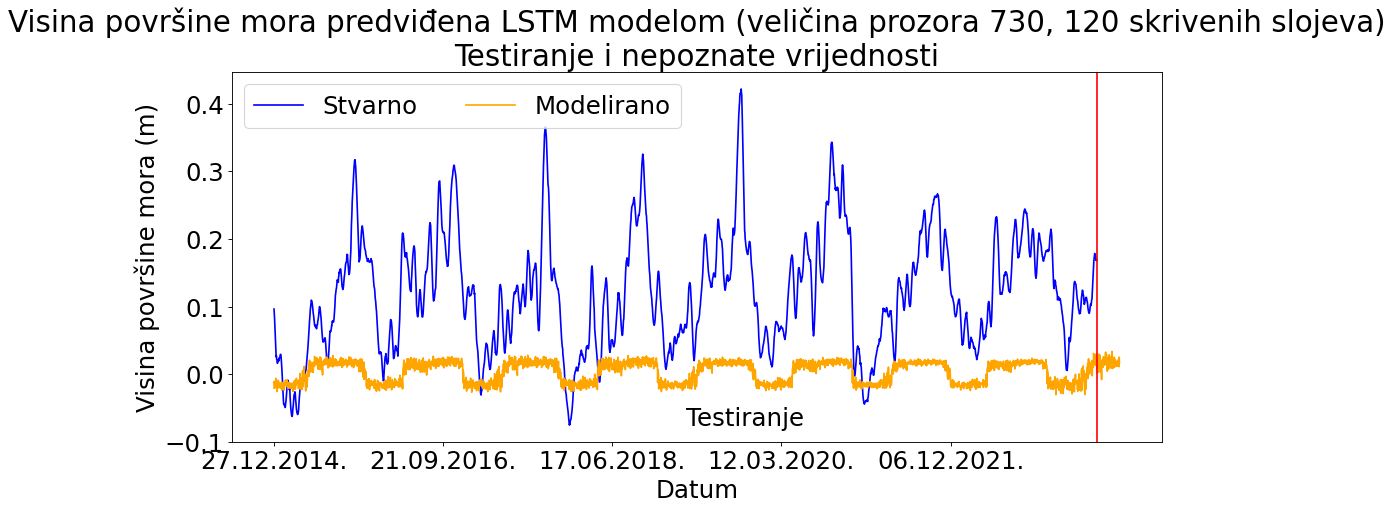 Visina površine mora predviđena LSTM modelom (veličina prozora 730, 120 skrivenih slojeva)
Testiranje i nepoznate vrijednosti
Stvarno Modelirano
Visina površine mora (m)
0.4
0.3
0.2
0.1
0.0
−0.1
Testiranje
27.12.2014. 21.09.2016. 17.06.2018. 12.03.2020. 06.12.2021.
Datum